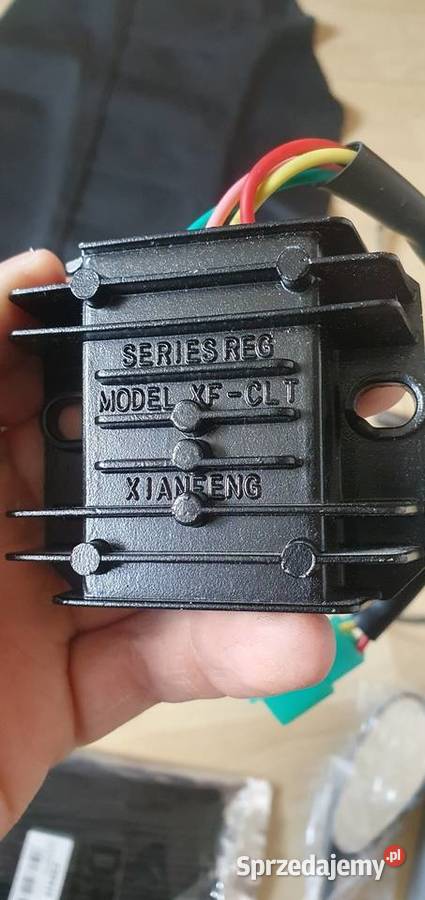 SERIES REG
MODEL XF-CLT
XIANFENG
Sprzedajemy.pl